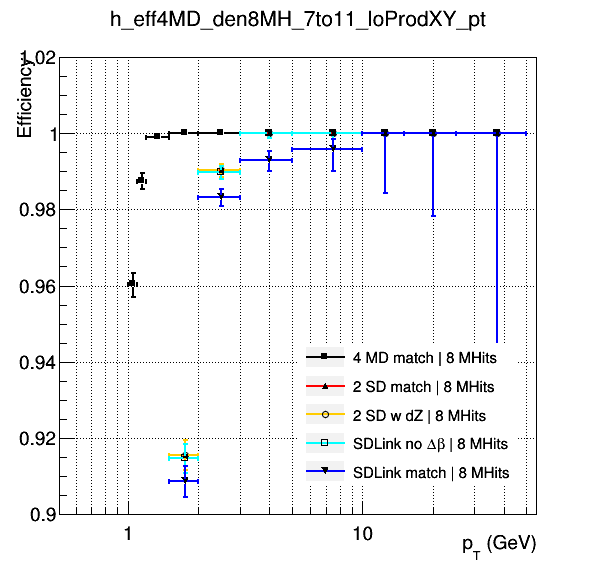 h_eff4MD_den8MH_7to11_loProdXY_pt
Efficiency
1.02
1
0.98
0.96
0.94
0.92
0.9
4 MD match | 8 MHits
2 SD match | 8 MHits
2 SD w dZ | 8 MHits
SDLink no Δβ | 8 MHits
SDLink match | 8 MHits
1
10
p_T (GeV)